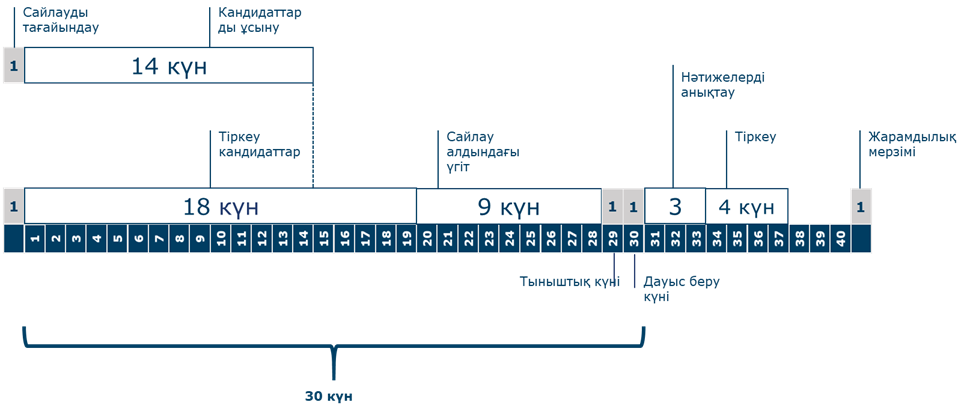 Сайлауды
тағайындау
Кандидаттар
ды ұсыну
1
14 күн
Нәтижелерді
анықтау
Тіркеу
кандидаттар
Сайлау
алдындағы
үгіт
Тіркеу
Жарамдылық
мерзімі
1
18 күн
9 күн
1
1
3
4 күн
1
1 2 3 4 5 6 7 8 9 10 11 12 13 14 15 16 17 18 19 20 21 22 23 24 25 26 27 28 29 30 31 32 33 34 35 36 37 38 39 40
Тыныштық күні
Дауыс беру
күні
30 күн